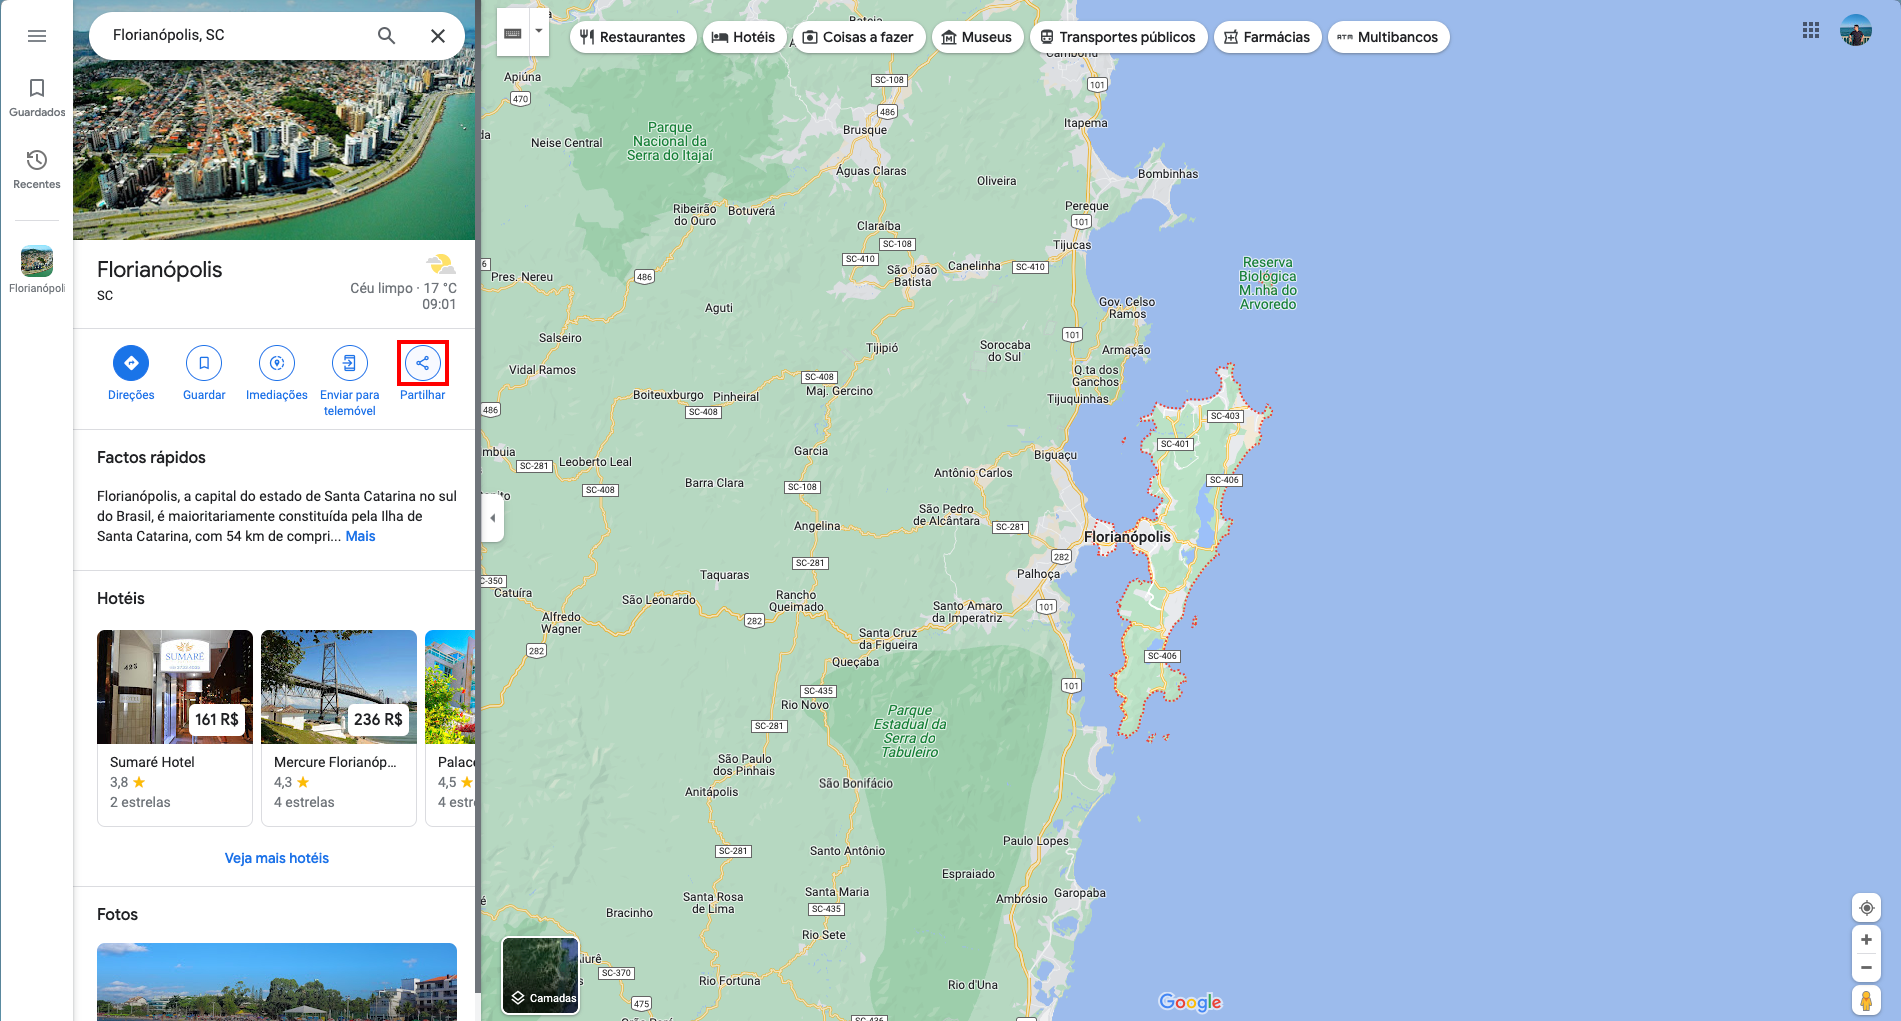 Florianópolis, SC
Guardados
Recentes
Florianópoli
Florianópolis
SC
Céu limpo · 17 °C
09:01
Direções
Guardar
Imediações
Enviar para
telemóvel
Partilhar
Factos rápidos
Florianópolis, a capital do estado de Santa Catarina no sul
do Brasil, é maioritariamente constituída pela Ilha de
Santa Catarina, com 54 km de compri... Mais
Hotéis
SUMARÉ
425
161 R$
236 R$
Sumaré Hotel
3,8
2 estrelas
Mercure Florianóp...
4,3
4 estrelas
Palac
4,5
4 estre
Veja mais hotéis
Fotos
Restaurantes
Hotéis
Coisas a fazer
Museus
Transportes públicos
Farmácias
ATM Multibancos
Apiúna
470
SC-108
486
Brusque
101
Itapema
Parque
Nacional da
Serra do Itajaí
Neise Central
Águas Claras
Oliveira
Bombinhas
Ribeirão
do Ouro
Botuverá
Pereque
101
Claraíba
SC-108
Tijucas
SC-410
São João
Batista
Canelinha
SC-410
6
Pres. Nereu
486
Reserva
Biológica
M.nha do
Arvoredo
Gov. Celso
Ramos
Aguti
Salseiro
101
Tijipió
Sorocaba
do Sul
Armação
Vidal Ramos
SC-408
Q.ta dos
Ganchos
Maj. Gercino
Boiteuxburgo
Pinheiral
Tijuquinhas
486
SC-408
SC-403
SC-401
mbuia
SC-281
Leoberto Leal
Garcia
Biguaçu
Antônio Carlos
SC-406
SC-408
Barra Clara
SC-108
São Pedro
de Alcântara
Angelina
SC-281
Florianópolis
SC-281
282
Palhoça
C-350
Catuíra
Taquaras
São Leonardo
Rancho
Queimado
Santo Amaro
da Imperatriz
101
Alfredo
Wagner
282
282
Santa Cruz
da Figueira
Queçaba
SC-406
101
SC-435
Rio Novo
SC-281
Parque
Estadual da
Serra do
Tabuleiro
São Paulo
dos Pinhais
São Bonifácio
Anitápolis
Paulo Lopes
SC-281
Santo Antônio
Espraiado
Santa Rosa
de Lima
Santa Maria
SC-435
Ambrósio
Garopaba
Bracinho
Rio Sete
SC-370
Rio Fortuna
Rio d'Una
475
SC-436
Camadas
Google